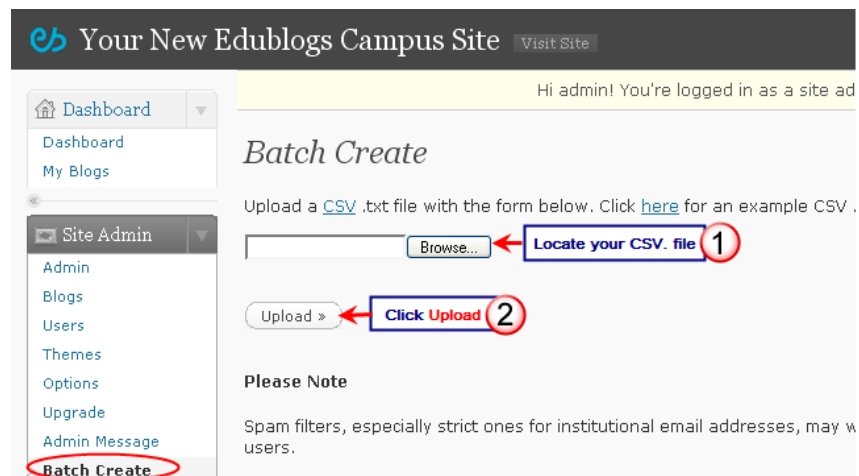 Your New Edublogs Campus Site Visit Site
Hi admin! You're logged in as a site ad
Dashboard
Dashboard
My Blogs
Site Admin
Admin
Blogs
Users
Themes
Options
Upgrade
Admin Message
Batch Create
Batch Create
Upload a CSV .txt file with the form below. Click here for an example CSV .
Browse... Locate your CSV. file 1
Upload » Click Upload 2
Please Note
Spam filters, especially strict ones for institutional email addresses, may w
users.